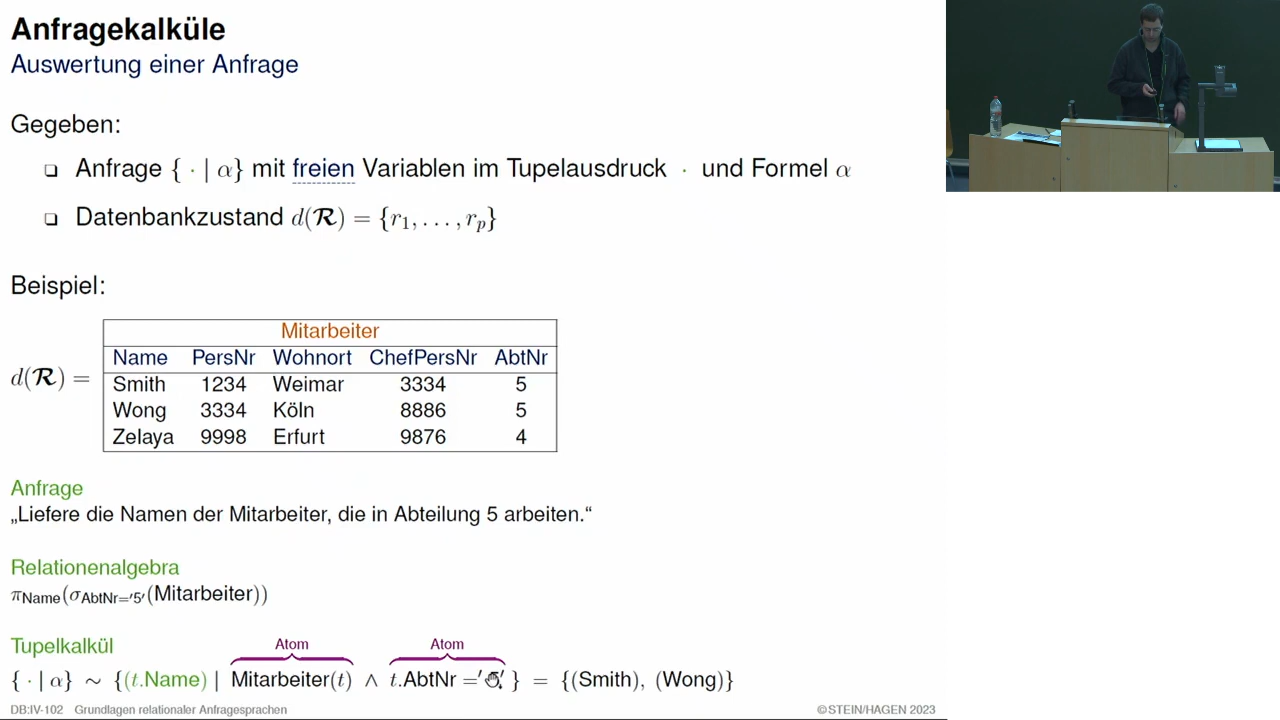 Anfragekalküle
Auswertung einer Anfrage
Gegeben:
❑ Anfrage { · | α} mit freien Variablen im Tupelausdruck · und Formel α
❑ Datenbankzustand d(𝓡) = {r₁, . . . , rₚ}
Beispiel:
Mitarbeiter
Name PersNr Wohnort ChefPersNr AbtNr
d(𝓡) =
Smith 1234 Weimar 3334 5
Wong 3334 Köln 8886 5
Zelaya 9998 Erfurt 9876 4
Anfrage
„Liefere die Namen der Mitarbeiter, die in Abteilung 5 arbeiten.“
Relationenalgebra
π_Name(σ_AbtNr='5'(Mitarbeiter))
Tupelkalkül
Atom Atom
{ · | α} ∼ {(t.Name) | Mitarbeiter(t) ∧ t.AbtNr =' ' } = {(Smith), (Wong)}
DB:IV-102 Grundlagen relationaler Anfragesprachen ©STEIN/HAGEN 2023